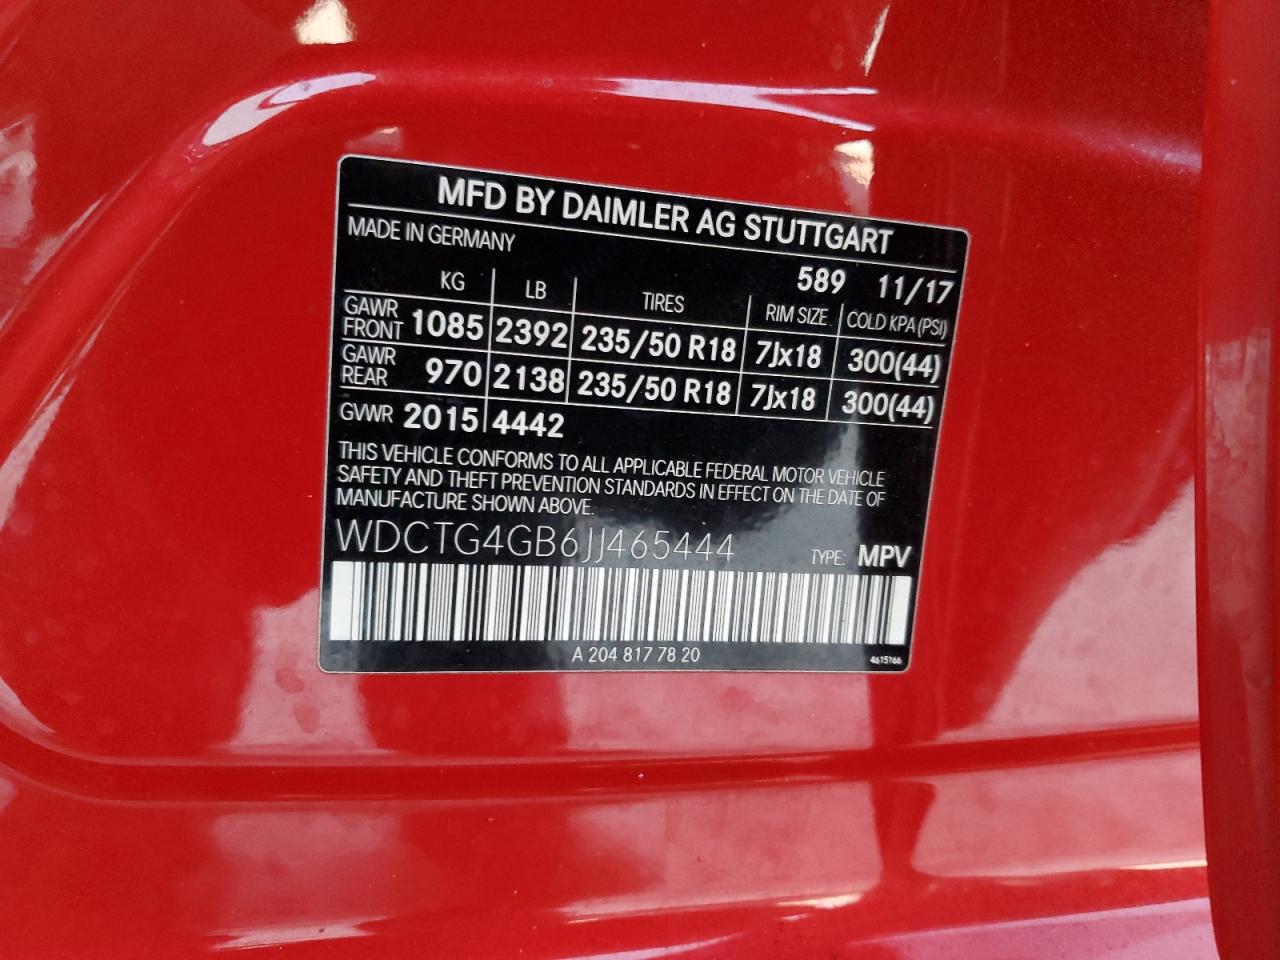 MFD BY DAIMLER AG STUTTGART
MADE IN GERMANY
589 11/17
KG LB TIRES RIM SIZE COLD KPA (PSI)
GAWR FRONT 1085 2392 235/50 R18 7Jx18 300(44)
GAWR REAR 970 2138 235/50 R18 7Jx18 300(44)
GVWR 2015 4442
THIS VEHICLE CONFORMS TO ALL APPLICABLE FEDERAL MOTOR VEHICLE
SAFETY AND THEFT PREVENTION STANDARDS IN EFFECT ON THE DATE OF
MANUFACTURE SHOWN ABOVE.
WDCTG4GB6JJ465444 TYPE: MPV
A 204 817 78 20
4615166